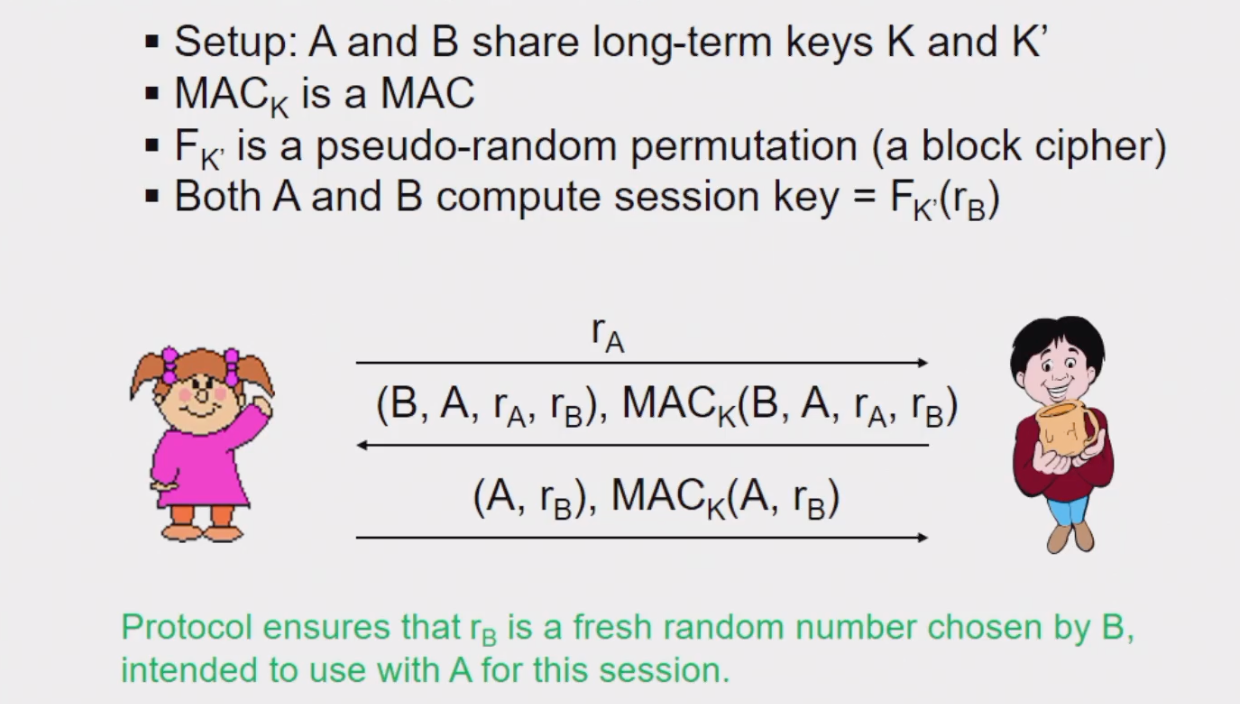 ▪ Setup: A and B share long-term keys K and K’
▪ MAC_K is a MAC
▪ F_K’ is a pseudo-random permutation (a block cipher)
▪ Both A and B compute session key = F_K’(r_B)
r_A
(B, A, r_A, r_B), MAC_K(B, A, r_A, r_B)
(A, r_B), MAC_K(A, r_B)
Protocol ensures that r_B is a fresh random number chosen by B,
intended to use with A for this session.